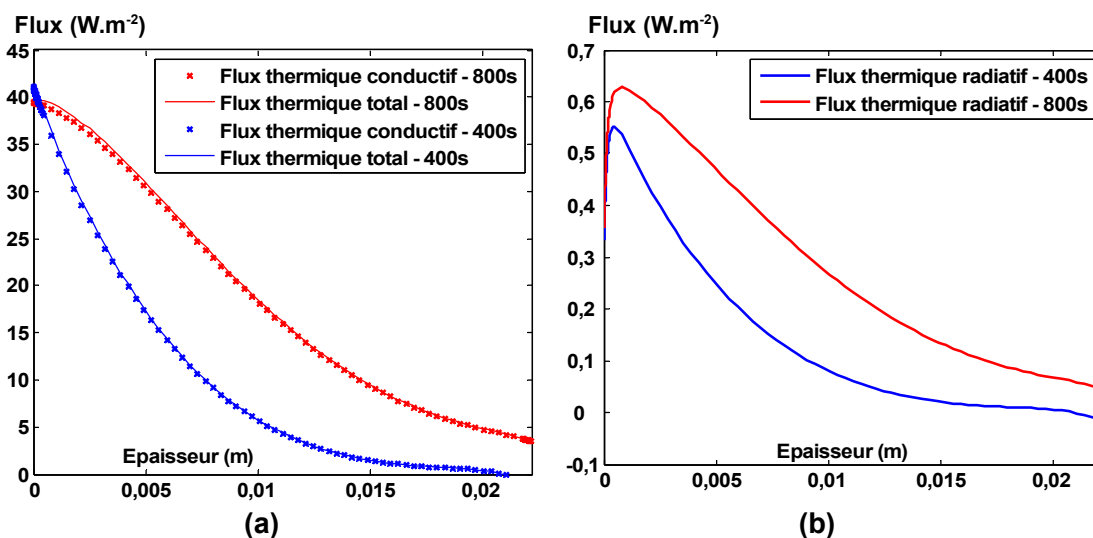 Flux (W.m-2)
45
40
35
30
25
20
15
10
5
0
Flux thermique conductif - 800s
Flux thermique total - 800s
Flux thermique conductif - 400s
Flux thermique total - 400s
Epaisseur (m)
0
0,005
0,01
0,015
0,02
(a)
Flux (W.m-2)
0,7
0,6
0,5
0,4
0,3
0,2
0,1
0
-0,1
Flux thermique radiatif - 400s
Flux thermique radiatif - 800s
Epaisseur (m)
0
0,005
0,01
0,015
0,02
(b)